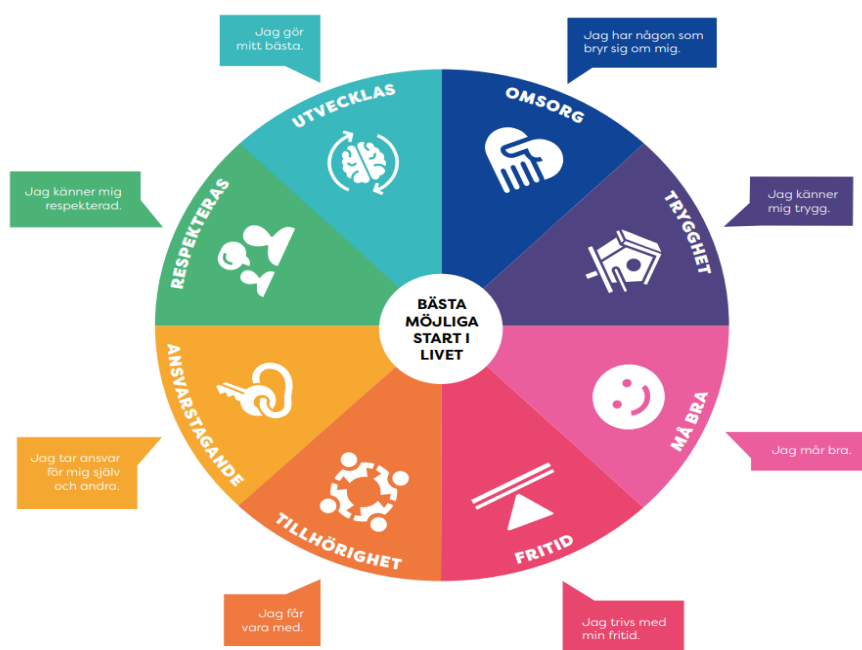 Jag gör
mitt bästa.
Jag har någon som
bryr sig om mig.
UTVECKLAS
OMSORG
Jag känner mig
respekterad.
RESPEKTERAS
TRYGGHET
Jag känner
mig trygg.
BÄSTA
MÖJLIGA
START I
LIVET
Jag tar ansvar
för mig själv
och andra.
ANSVARSTAGANDE
MÅ BRA
Jag mår bra.
TILLHÖRIGHET
FRITID
Jag får
vara med.
Jag trivs med
min fritid.